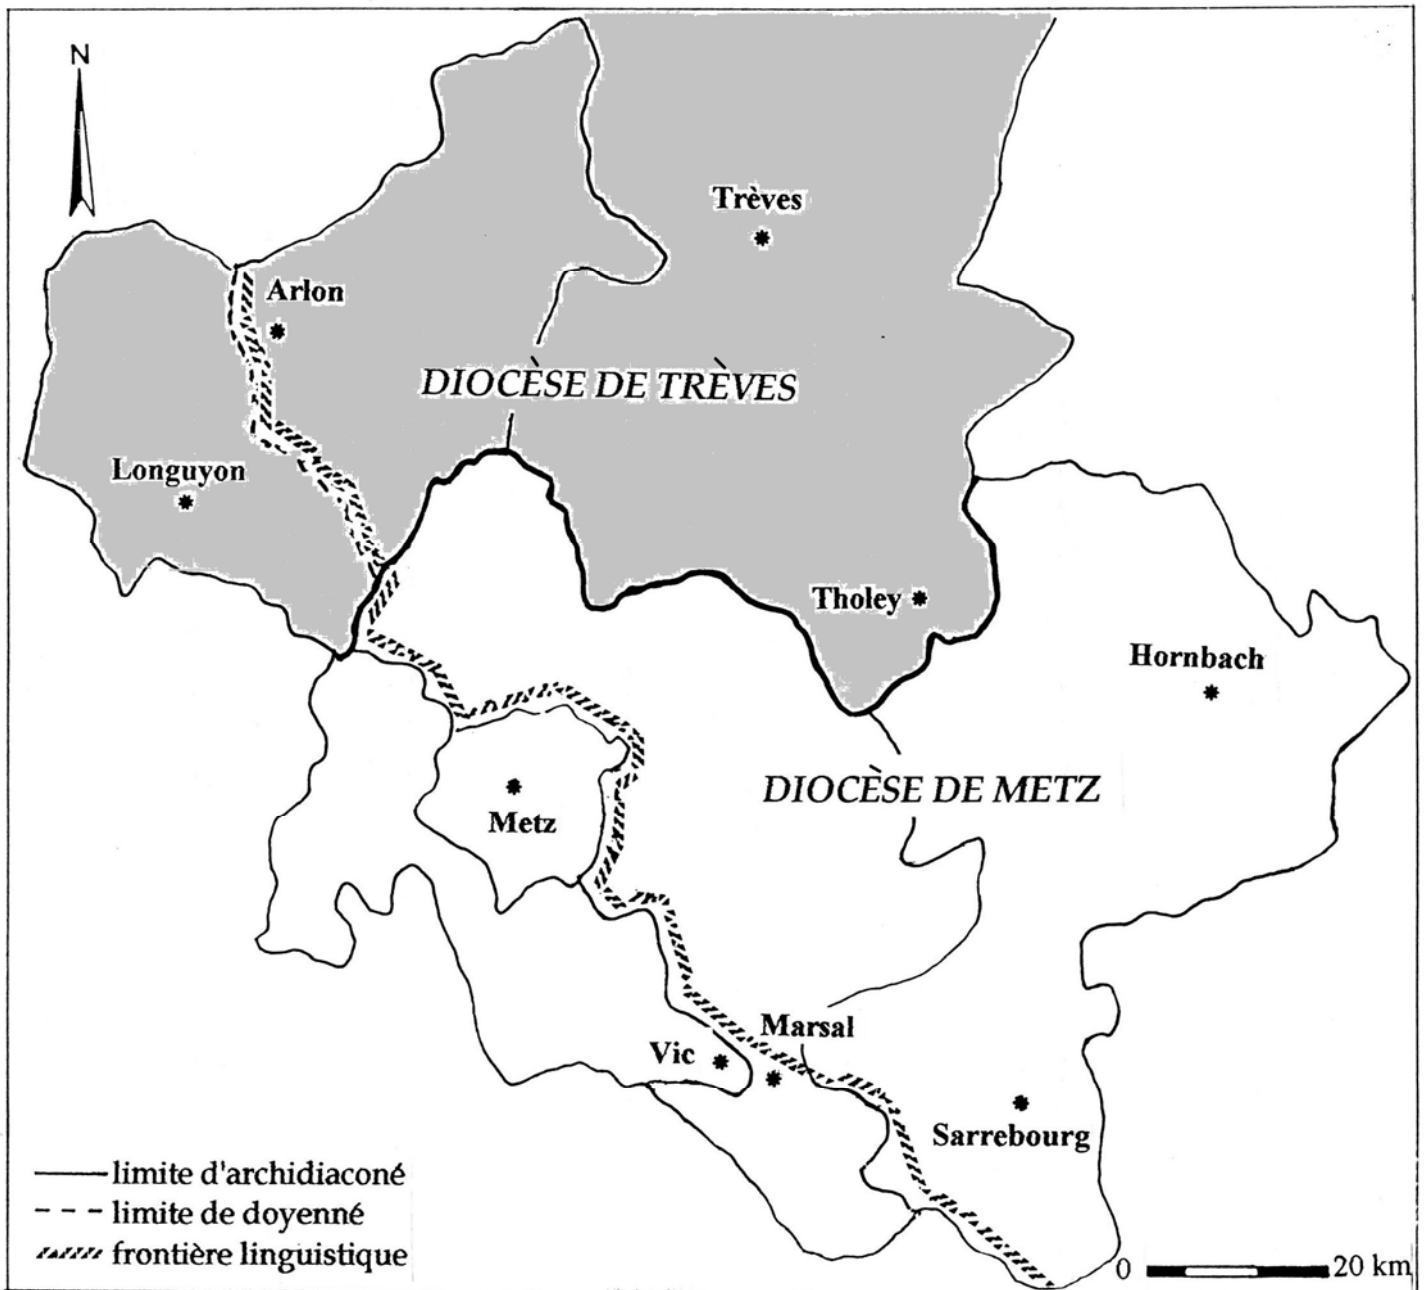 N
Trèves
Arlon
DIOCÈSE DE TRÈVES
Longuyon
Tholey
Hornbach
DIOCÈSE DE METZ
Metz
Marsal
Vic
Sarrebourg
limite d'archidiaconé
limite de doyenné
frontière linguistique
0 20 km